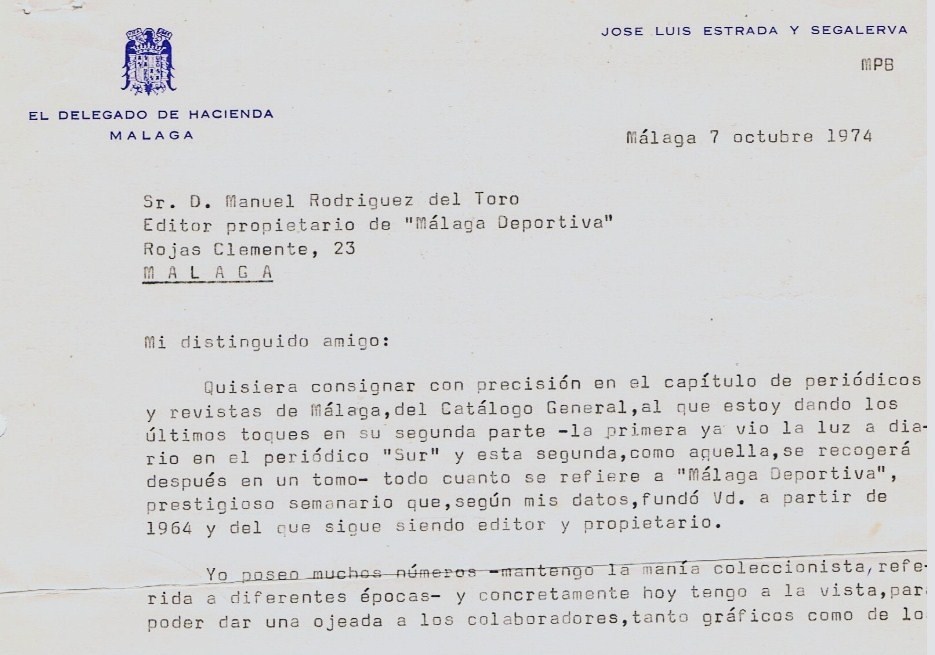 JOSE LUIS ESTRADA Y SEGALERVA
MPB
EL DELEGADO DE HACIENDA
MALAGA
Málaga 7 octubre 1974
Sr. D. Manuel Rodriguez del Toro
Editor propietario de "Málaga Deportiva"
Rojas Clemente, 23
M A L A G A
Mi distinguido amigo:
Quisiera consignar con precisión en el capítulo de periódicos
y revistas de Málaga,del Catálogo General,al que estoy dando los
últimos toques en su segunda parte -la primera ya vio la luz a dia-
rio en el periódico "Sur" y esta segunda,como aquella,se recogerá
después en un tomo- todo cuanto se refiere a "Málaga Deportiva",
prestigioso semanario que,según mis datos,fundó Vd. a partir de
1964 y del que sigue siendo editor y propietario.
Yo poseo muchos números -mantengo la manía coleccionista,refe-
rida a diferentes épocas- y concretamente hoy tengo a la vista,para
poder dar una ojeada a los colaboradores,tanto gráficos como de lo